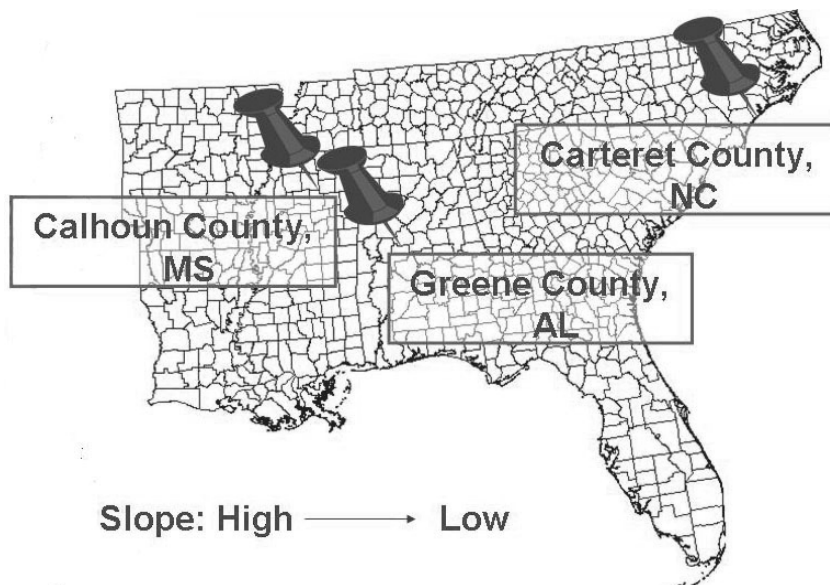 Carteret County,
NC
Calhoun County,
MS
Greene County,
AL
Slope: High → Low